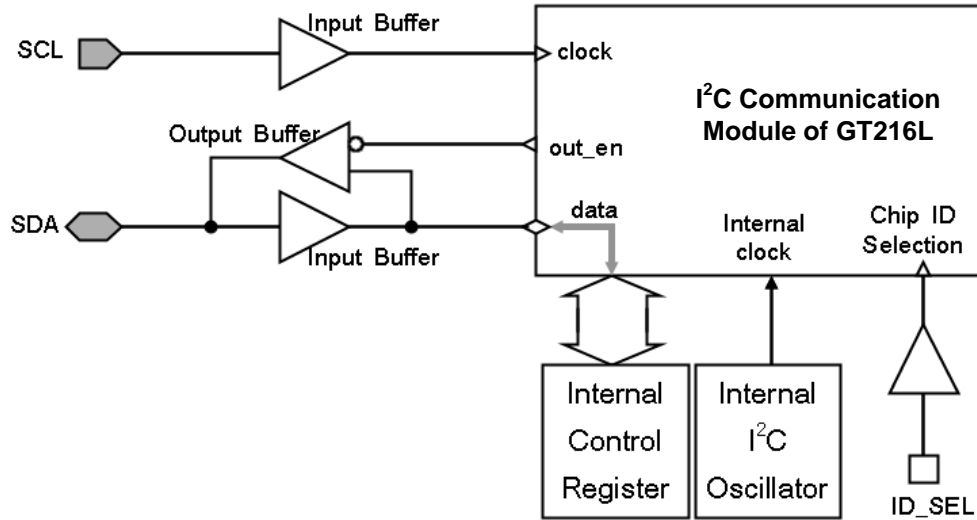 Input Buffer
SCL
clock
I²C Communication
Module of GT216L
Output Buffer
out_en
SDA
data
Input Buffer
Internal
clock
Chip ID
Selection
Internal
Control
Register
Internal
I²C
Oscillator
ID_SEL